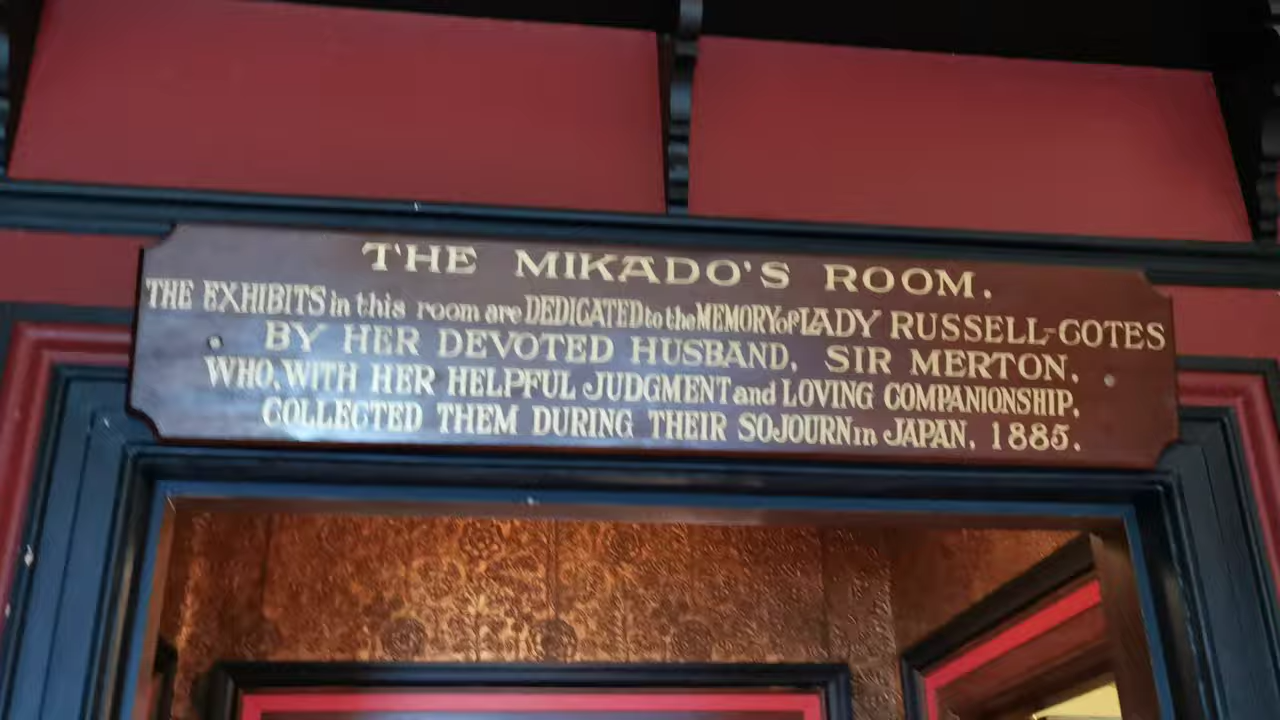 THE MIKADO'S ROOM.
THE EXHIBITS in this room are DEDICATED to the MEMORY of LADY RUSSELL-COTES
BY HER DEVOTED HUSBAND, SIR MERTON,
WHO, WITH HER HELPFUL JUDGMENT and LOVING COMPANIONSHIP,
COLLECTED THEM DURING THEIR SOJOURN in JAPAN, 1885.